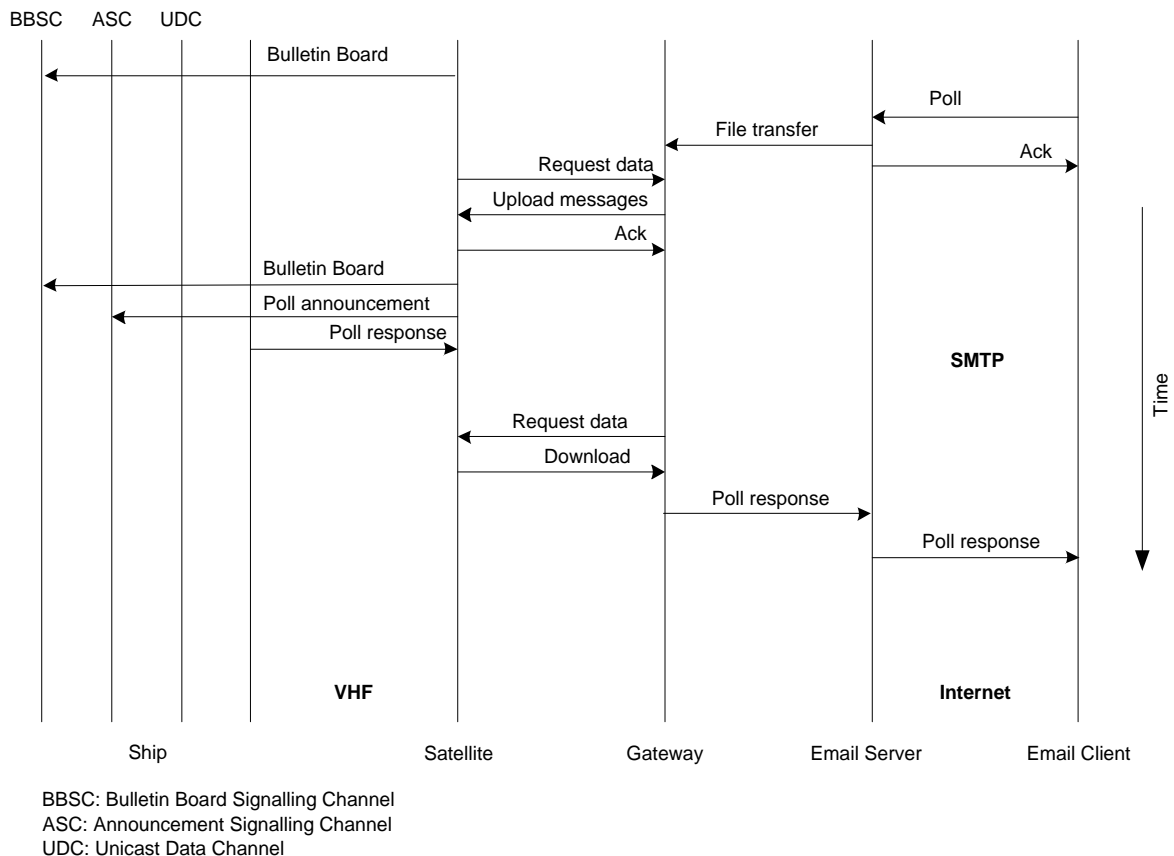 BBSC ASC UDC
Bulletin Board
Poll
File transfer
Ack
Request data
Upload messages
Ack
Bulletin Board
Poll announcement
Poll response
SMTP
Time
Request data
Download
Poll response
Poll response
VHF
Internet
Ship Satellite Gateway Email Server Email Client
BBSC: Bulletin Board Signalling Channel
ASC: Announcement Signalling Channel
UDC: Unicast Data Channel